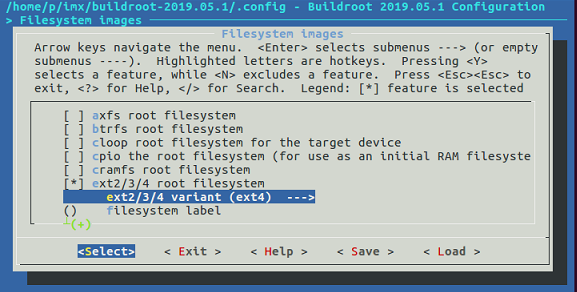 /home/p/imx/buildroot-2019.05.1/.config - Buildroot 2019.05.1 Configuration
> Filesystem images
Filesystem images
Arrow keys navigate the menu.  <Enter> selects submenus ---> (or empty
submenus ----).  Highlighted letters are hotkeys.  Pressing <Y>
selects a feature, while <N> excludes a feature.  Press <Esc><Esc> to
exit, <?> for Help, </> for Search.  Legend: [*] feature is selected
[ ] axfs root filesystem
[ ] btrfs root filesystem
[ ] cloop root filesystem for the target device
[ ] cpio the root filesystem (for use as an initial RAM filesyste
[ ] cramfs root filesystem
[*] ext2/3/4 root filesystem
ext2/3/4 variant (ext4)  --->
()    filesystem label
┴(+)
<Select>    < Exit >    < Help >    < Save >    < Load >